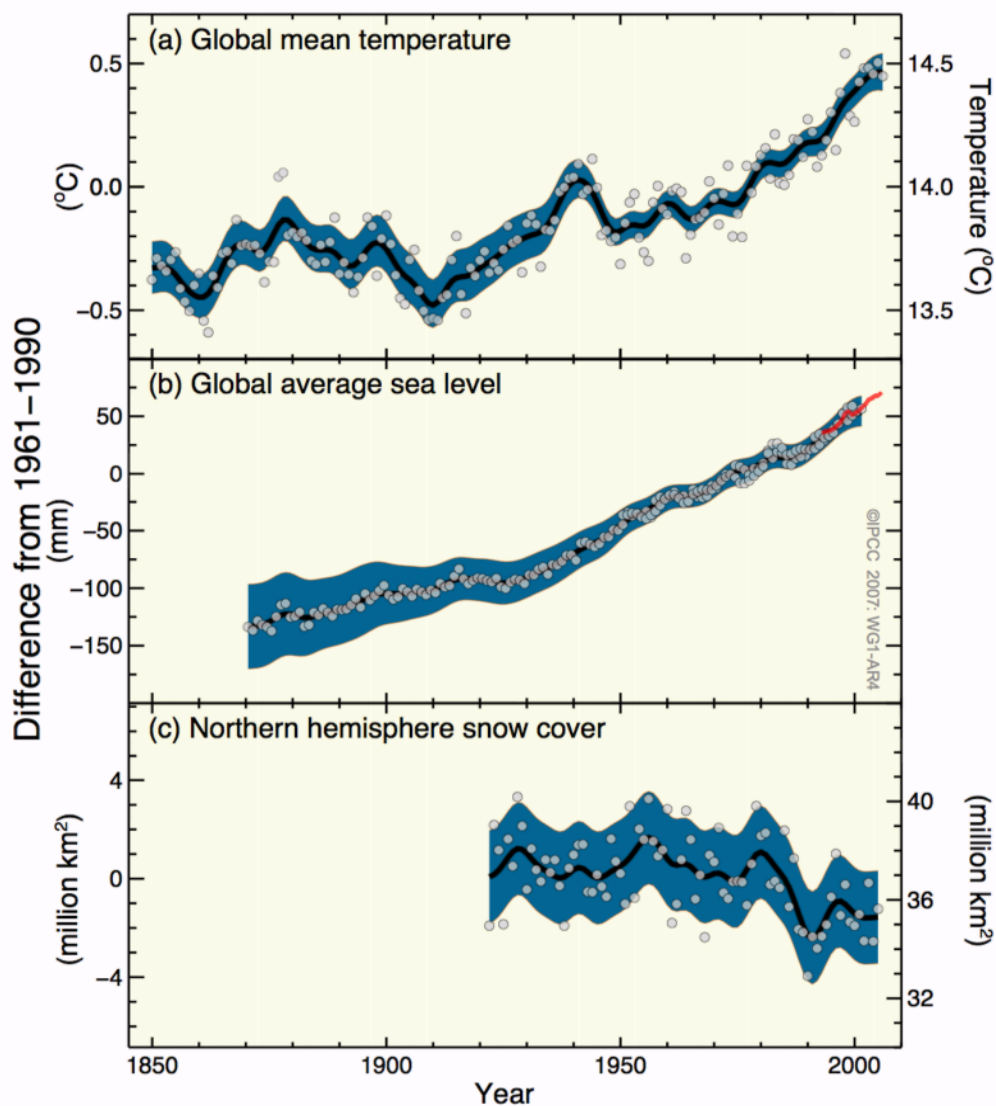 (a) Global mean temperature
0.5
0.0
−0.5
(ºC)
14.5
14.0
13.5
Temperature (ºC)
Difference from 1961−1990
(b) Global average sea level
50
0
−50
−100
−150
(mm)
©IPCC 2007: WG1-AR4
(c) Northern hemisphere snow cover
4
0
−4
(million km²)
40
36
32
(million km²)
1850 1900 1950 2000
Year